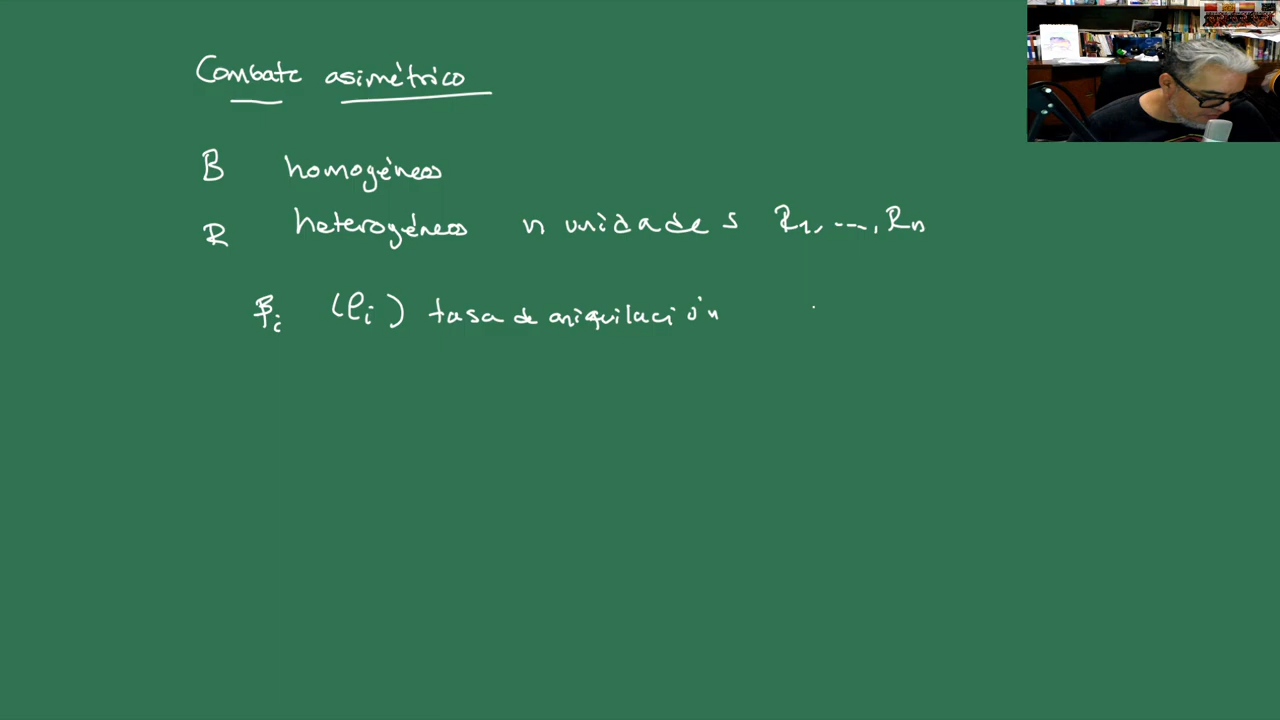 Combate asimétrico
B homogéneos
R heterogéneos n unidades R1, ..., Rn
βi (ρi) tasa de aniquilación